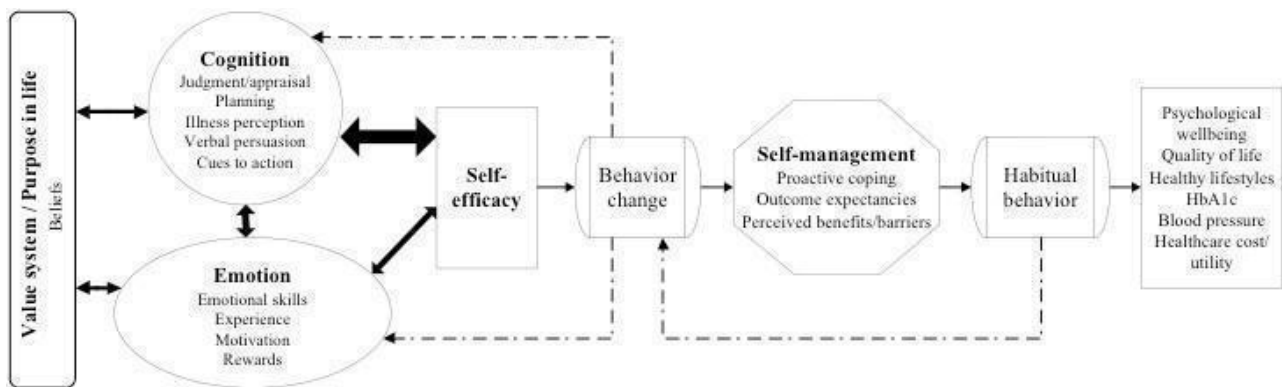 Value system / Purpose in life
Beliefs
Cognition
Judgment/appraisal
Planning
Illness perception
Verbal persuasion
Cues to action
Emotion
Emotional skills
Experience
Motivation
Rewards
Self-
efficacy
Behavior
change
Self-management
Proactive coping
Outcome expectancies
Perceived benefits/barriers
Habitual
behavior
Psychological
wellbeing
Quality of life
Healthy lifestyles
HbA1c
Blood pressure
Healthcare cost/
utility